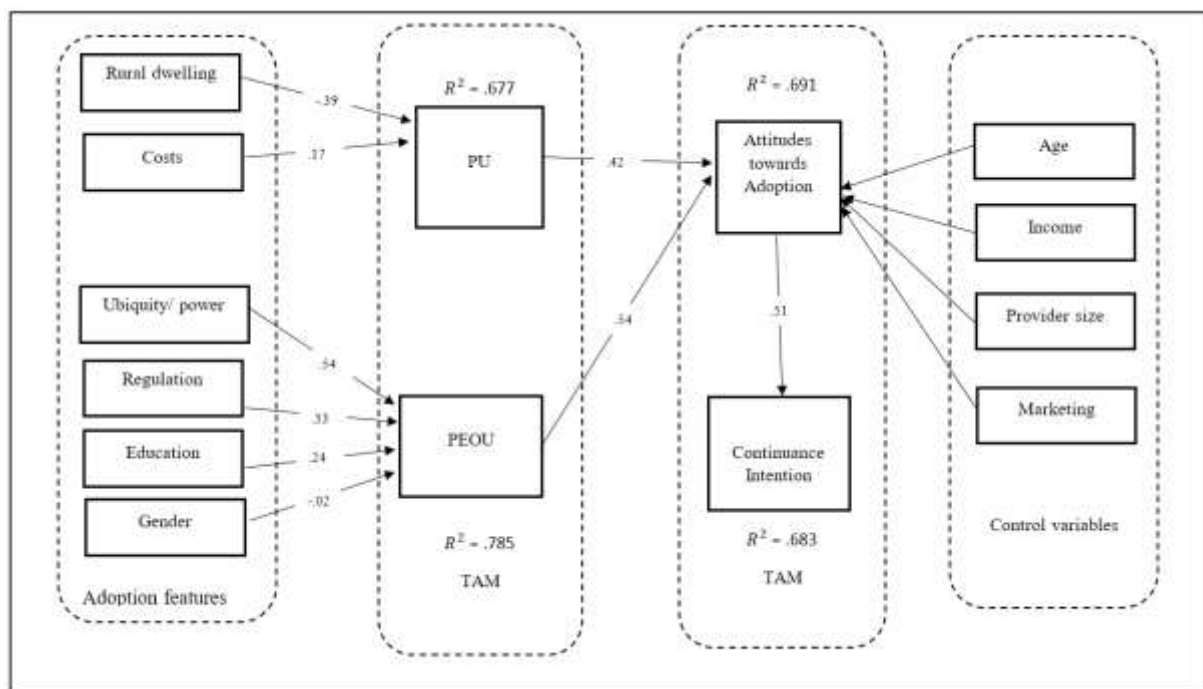 Rural dwelling
Costs
Ubiquity/ power
Regulation
Education
Gender
Adoption features
-.39
.17
.54
.33
.24
-.02
R² = .677
PU
PEOU
R² = .785
TAM
.42
.54
R² = .691
Attitudes
towards
Adoption
.51
Continuance
Intention
R² = .683
TAM
Age
Income
Provider size
Marketing
Control variables